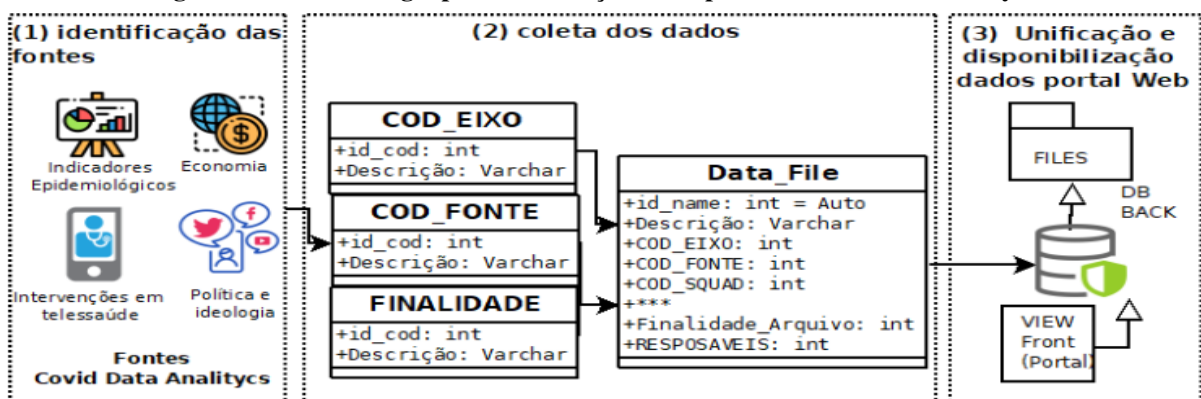 (1) identificação das
fontes
Indicadores
Epidemiológicos
Economia
Intervenções em
telessaúde
Política e
ideologia
Fontes
Covid Data Analitycs
(2) coleta dos dados
COD_EIXO
+id_cod: int
+Descrição: Varchar
COD_FONTE
+id_cod: int
+Descrição: Varchar
FINALIDADE
+id_cod: int
+Descrição: Varchar
Data_File
+id_name: int = Auto
+Descrição: Varchar
+COD_EIXO: int
+COD_FONTE: int
+COD_SQUAD: int
+***
+Finalidade_Arquivo: int
+RESPOSAVEIS: int
(3) Unificação e
disponibilização
dados portal Web
FILES
DB
BACK
VIEW
Front
(Portal)